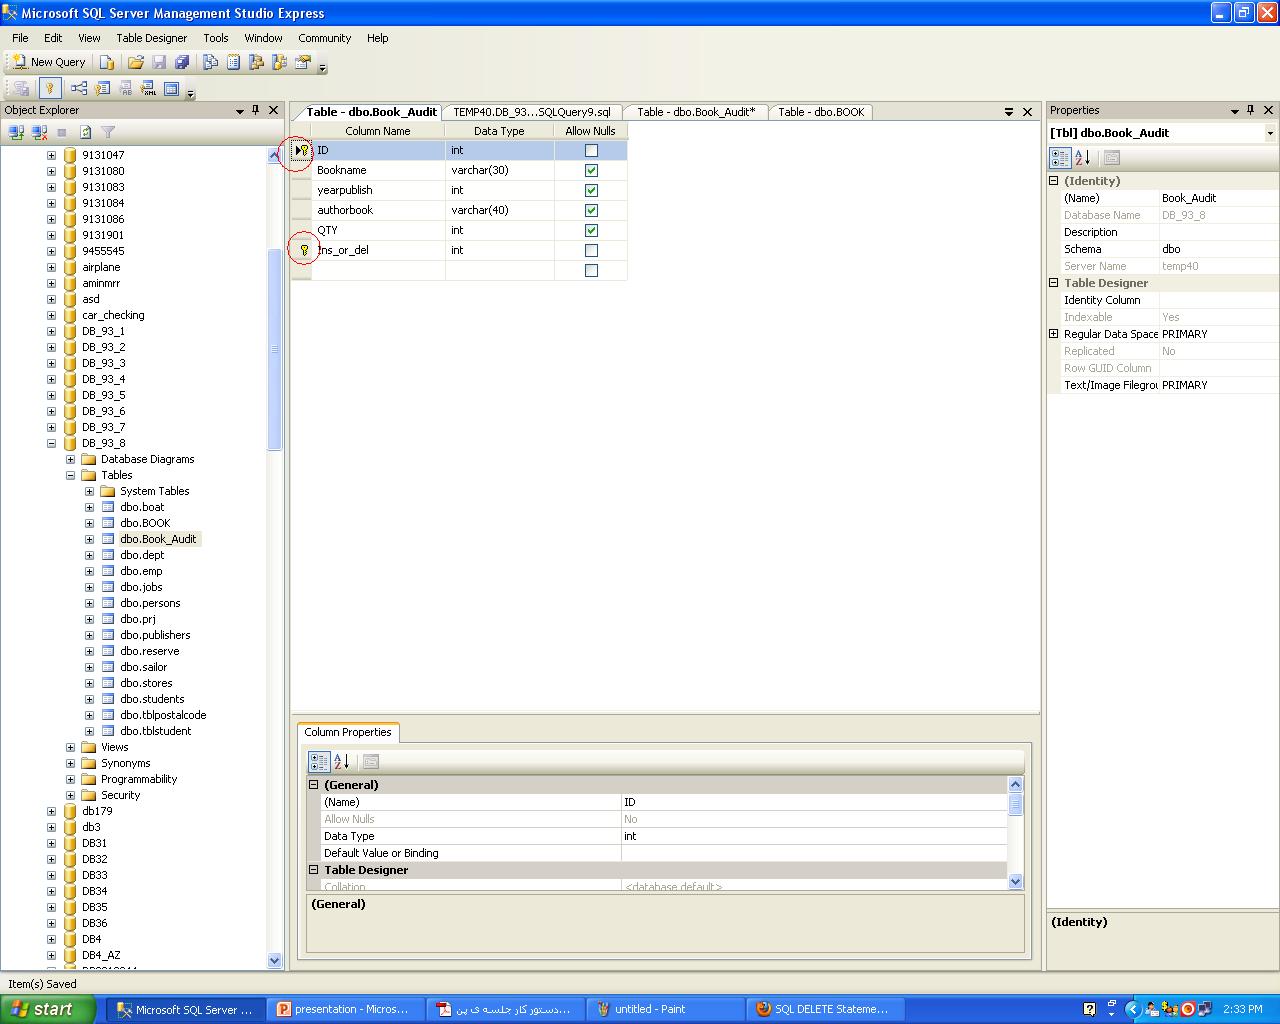 Microsoft SQL Server Management Studio Express
File Edit View Table Designer Tools Window Community Help
New Query
Object Explorer
9131047
9131080
9131083
9131084
9131086
9131901
9455545
airplane
aminmrr
asd
car_checking
DB_93_1
DB_93_2
DB_93_3
DB_93_4
DB_93_5
DB_93_6
DB_93_7
DB_93_8
Database Diagrams
Tables
System Tables
dbo.boat
dbo.BOOK
dbo.Book_Audit
dbo.dept
dbo.emp
dbo.jobs
dbo.persons
dbo.prj
dbo.publishers
dbo.reserve
dbo.sailor
dbo.stores
dbo.students
dbo.tblpostalcode
dbo.tblstudent
Views
Synonyms
Programmability
Security
db179
db3
DB31
DB32
DB33
DB34
DB35
DB36
DB4
DB4_AZ
Table - dbo.Book_Audit TEMP40.DB_93...SQLQuery9.sql Table - dbo.Book_Audit* Table - dbo.BOOK
Column Name Data Type Allow Nulls
ID int
Bookname varchar(30)
yearpublish int
authorbook varchar(40)
QTY int
Ins_or_del int
Column Properties
(General)
(Name) ID
Allow Nulls No
Data Type int
Default Value or Binding
Table Designer
Collation <database default>
(General)
Properties
[Tbl] dbo.Book_Audit
(Identity)
(Name) Book_Audit
Database Name DB_93_8
Description
Schema dbo
Server Name temp40
Table Designer
Identity Column
Indexable Yes
Regular Data Space PRIMARY
Replicated No
Row GUID Column
Text/Image Filegrou PRIMARY
(Identity)
Item(s) Saved
start Microsoft SQL Server ... presentation - Micros... دستور کار جلسه ی پن... untitled - Paint SQL DELETE Stateme... 2:33 PM